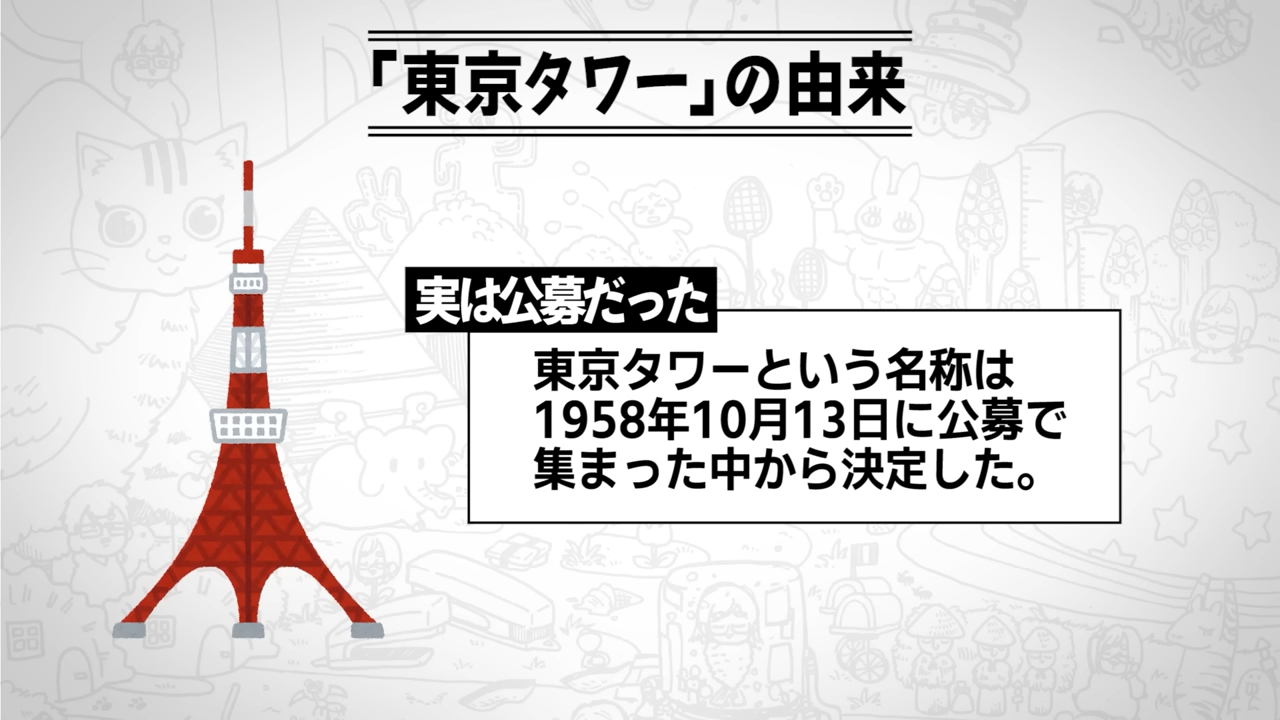 「東京タワー」の由来
実は公募だった
東京タワーという名称は
1958年10月13日に公募で
集まった中から決定した。